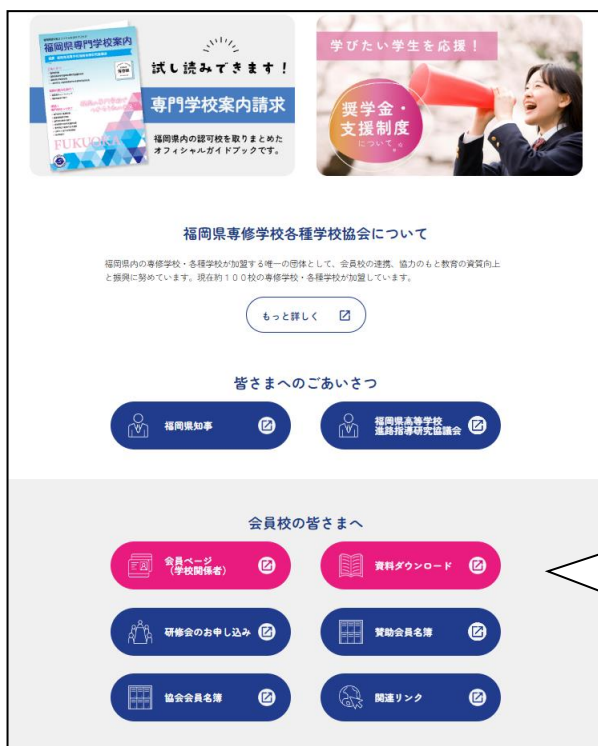 福岡県専門学校案内
FUKUOKA
試し読みできます！
専門学校案内請求
福岡県内の認可校を取りまとめた
オフィシャルガイドブックです。
学びたい学生を応援！
奨学金・
支援制度
について
福岡県専修学校各種学校協会について
福岡県内の専修学校・各種学校が加盟する唯一の団体として、会員校の連携、協力のもと教育の資質向上
と振興に努めています。現在約１００校の専修学校・各種学校が加盟しています。
もっと詳しく
皆さまへのごあいさつ
福岡県知事
福岡県高等学校
進路指導研究協議会
会員校の皆さまへ
会員ページ
（学校関係者）
資料ダウンロード
研修会のお申し込み
賛助会員名簿
協会会員名簿
関連リンク